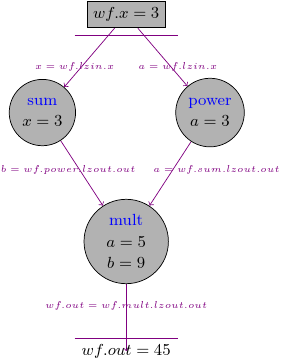 wf.x = 3
x = wf.lzin.x
a = wf.lzin.x
sum
x = 3
power
a = 3
b = wf.power.lzout.out
a = wf.sum.lzout.out
mult
a = 5
b = 9
wf.out = wf.mult.lzout.out
wf.out = 45